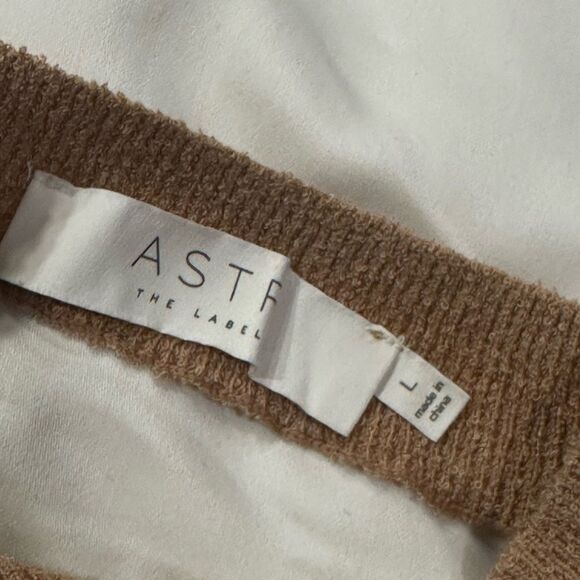 ASTR
THE LABEL
L
made in
china